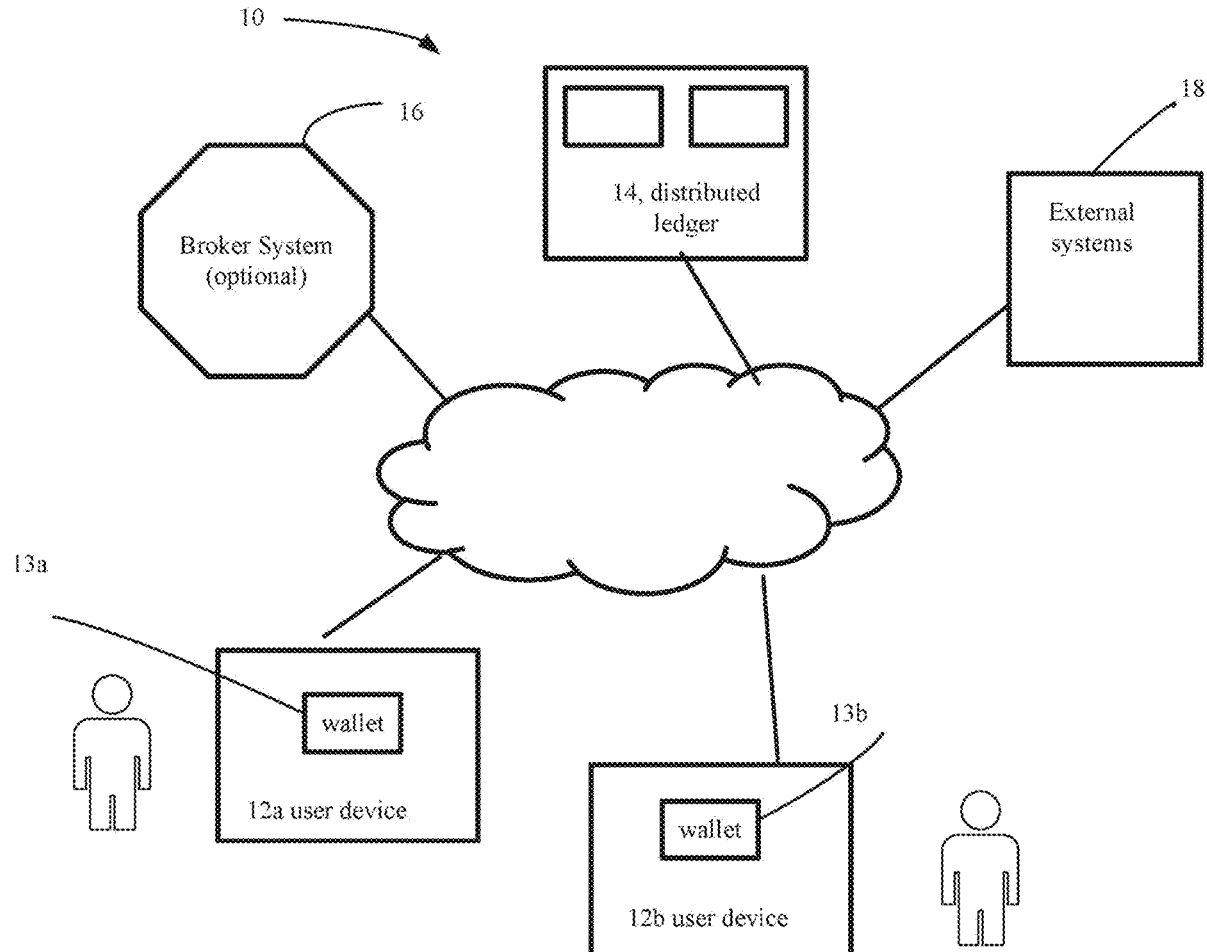 10
16
18
14, distributed
ledger
External
systems
Broker System
(optional)
13a
wallet
13b
12a user device
wallet
12b user device